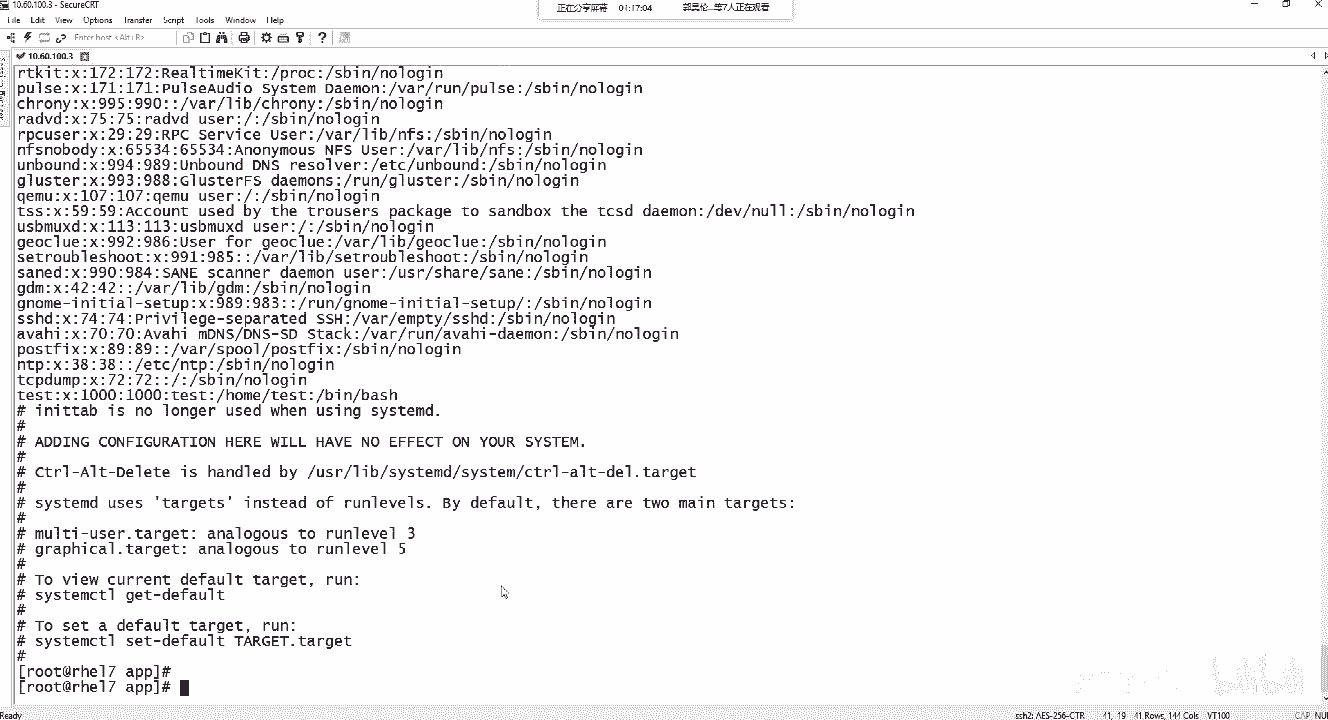 10.60.100.3 - SecureCRT
正在分享屏幕 01:17:04 郭昊伦...等7人正在观看
File Edit View Options Transfer Script Tools Window Help
Enter host <Alt+R>
10.60.100.3
rtkit:x:172:172:RealtimeKit:/proc:/sbin/nologin
pulse:x:171:171:PulseAudio System Daemon:/var/run/pulse:/sbin/nologin
chrony:x:995:990::/var/lib/chrony:/sbin/nologin
radvd:x:75:75:radvd user:/:/sbin/nologin
rpcuser:x:29:29:RPC Service User:/var/lib/nfs:/sbin/nologin
nfsnobody:x:65534:65534:Anonymous NFS User:/var/lib/nfs:/sbin/nologin
unbound:x:994:989:Unbound DNS resolver:/etc/unbound:/sbin/nologin
gluster:x:993:988:GlusterFS daemons:/run/gluster:/sbin/nologin
qemu:x:107:107:qemu user:/:/sbin/nologin
tss:x:59:59:Account used by the trousers package to sandbox the tcsd daemon:/dev/null:/sbin/nologin
usbmuxd:x:113:113:usbmuxd user:/:/sbin/nologin
geoclue:x:992:986:User for geoclue:/var/lib/geoclue:/sbin/nologin
setroubleshoot:x:991:985::/var/lib/setroubleshoot:/sbin/nologin
saned:x:990:984:SANE scanner daemon user:/usr/share/sane:/sbin/nologin
gdm:x:42:42::/var/lib/gdm:/sbin/nologin
gnome-initial-setup:x:989:983::/run/gnome-initial-setup/:/sbin/nologin
sshd:x:74:74:Privilege-separated SSH:/var/empty/sshd:/sbin/nologin
avahi:x:70:70:Avahi mDNS/DNS-SD Stack:/var/run/avahi-daemon:/sbin/nologin
postfix:x:89:89::/var/spool/postfix:/sbin/nologin
ntp:x:38:38::/etc/ntp:/sbin/nologin
tcpdump:x:72:72::/:/sbin/nologin
test:x:1000:1000:test:/home/test:/bin/bash
# inittab is no longer used when using systemd.
#
# ADDING CONFIGURATION HERE WILL HAVE NO EFFECT ON YOUR SYSTEM.
#
# Ctrl-Alt-Delete is handled by /usr/lib/systemd/system/ctrl-alt-del.target
#
# systemd uses 'targets' instead of runlevels. By default, there are two main targets:
#
# multi-user.target: analogous to runlevel 3
# graphical.target: analogous to runlevel 5
#
# To view current default target, run:
# systemctl get-default
#
# To set a default target, run:
# systemctl set-default TARGET.target
#
[root@rhel7 app]#
[root@rhel7 app]#
bilibili
Ready ssh2: AES-256-CTR 41, 19 41 Rows, 144 Cols VT100 CAP NUM